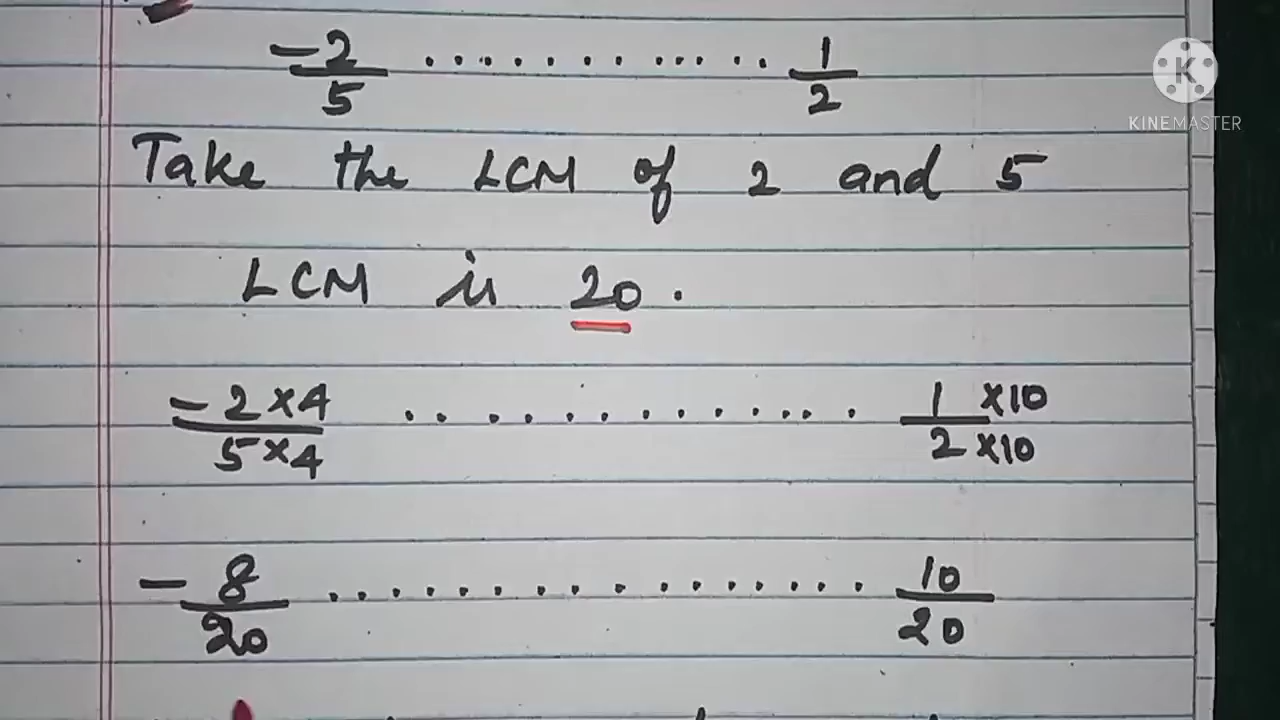 -2/5 ............. 1/2
KINEMASTER
Take the LCM of 2 and 5
LCM is 20.
-2×4/5×4 ............. 1×10/2×10
-8/20 ................. 10/20